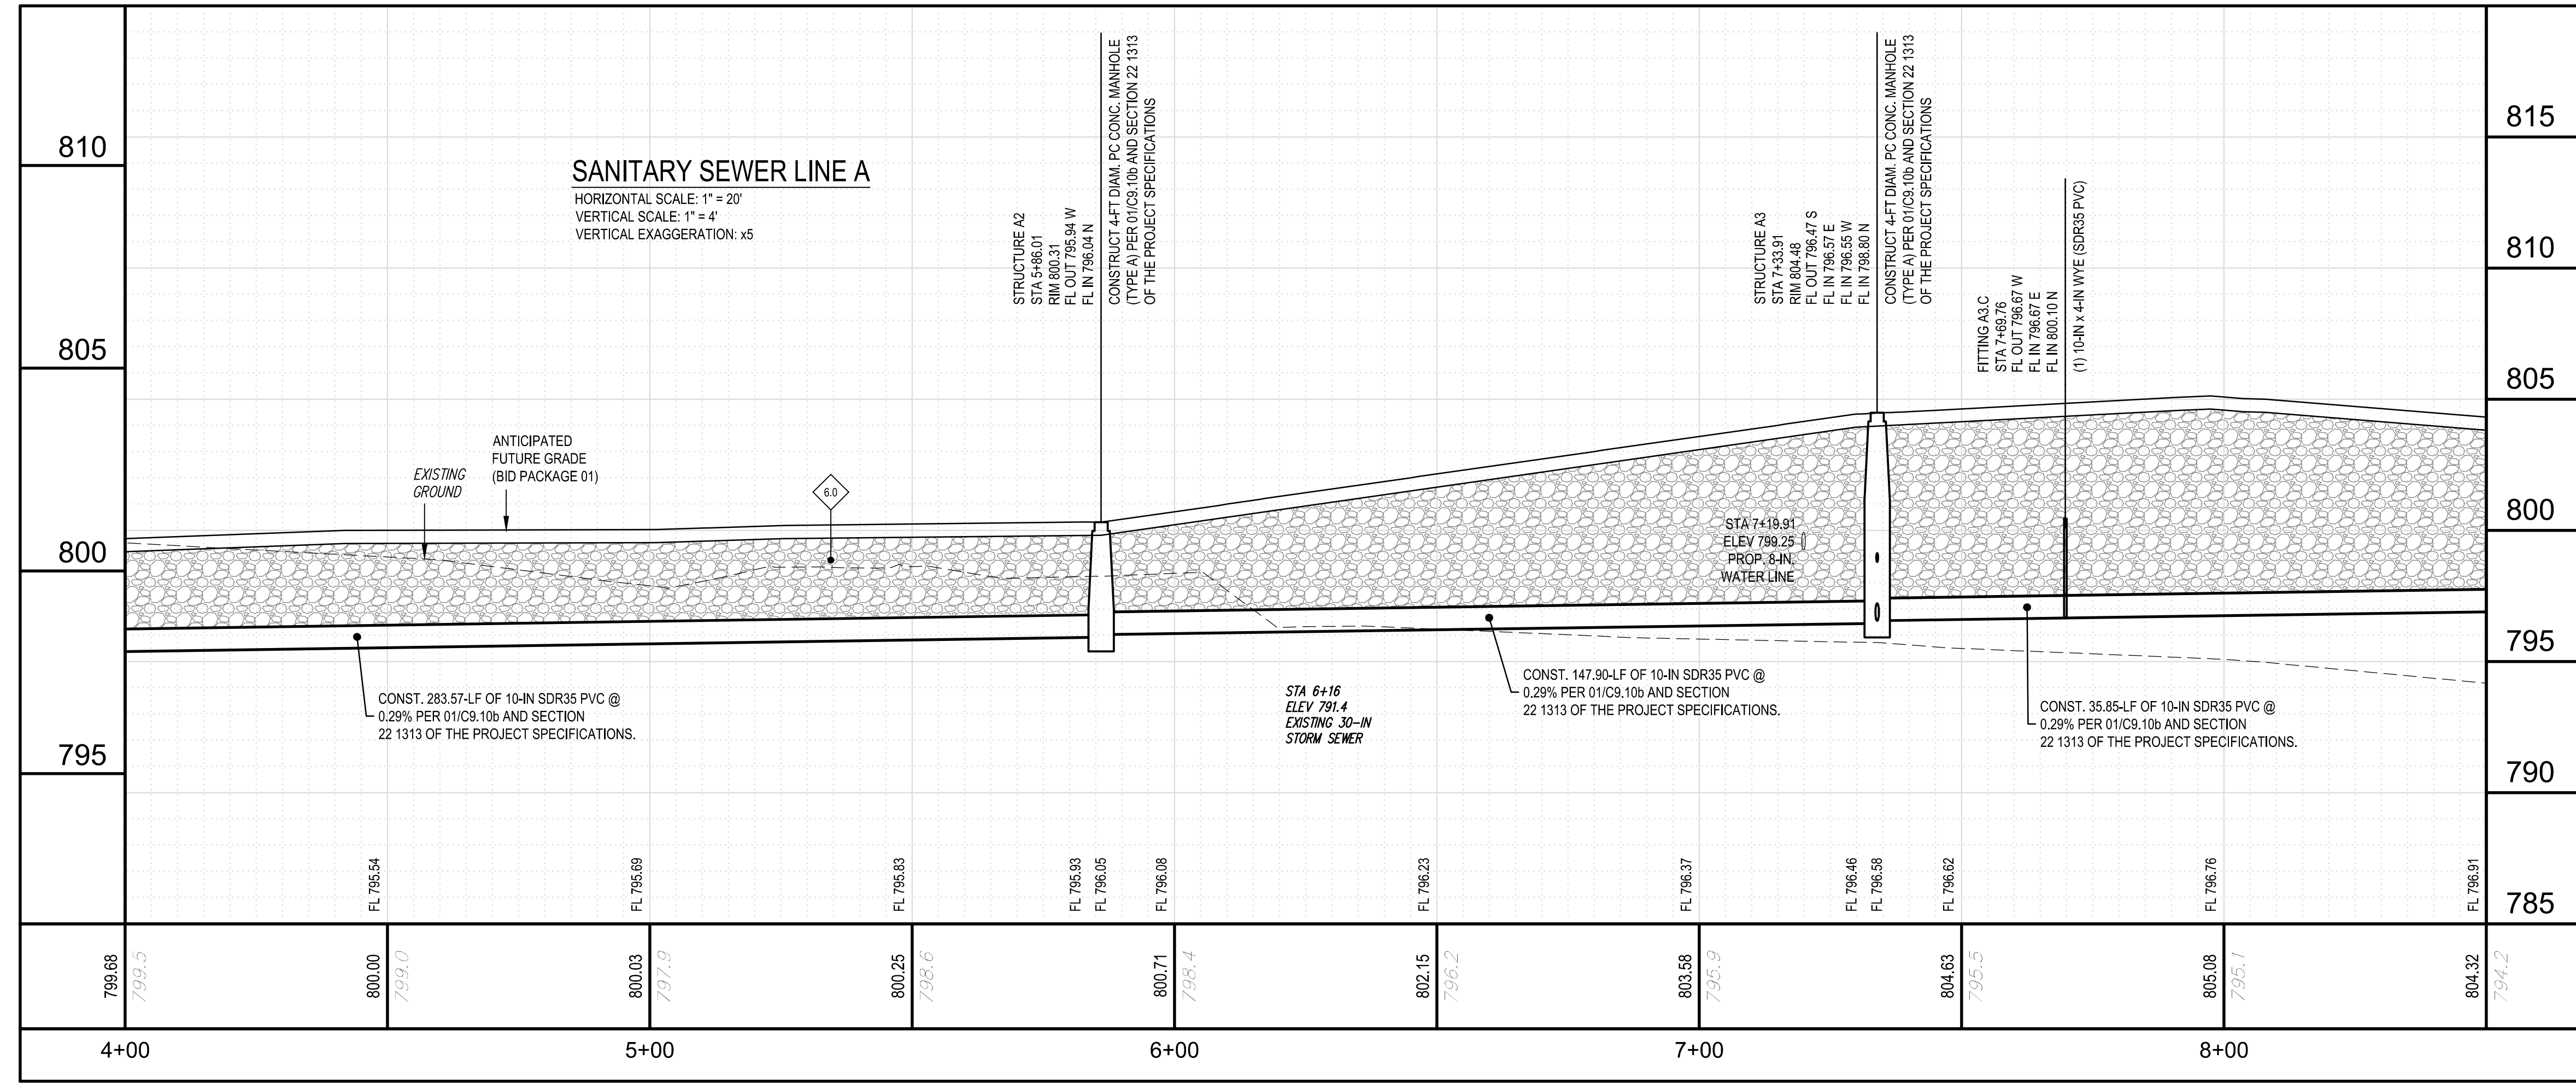 810
805
800
795
815
810
805
800
795
790
785
SANITARY SEWER LINE A
HORIZONTAL SCALE: 1" = 20'
VERTICAL SCALE: 1" = 4'
VERTICAL EXAGGERATION: x5
STRUCTURE A2
STA 5+86.01
RIM 800.31
FL OUT 795.94 W
FL IN 796.04 N
CONSTRUCT 4-FT DIAM. PC CONC. MANHOLE
(TYPE A) PER 01/C9.10b AND SECTION 22 1313
OF THE PROJECT SPECIFICATIONS
STRUCTURE A3
STA 7+33.91
RIM 804.48
FL OUT 796.47 S
FL IN 796.57 E
FL IN 796.55 W
FL IN 798.80 N
CONSTRUCT 4-FT DIAM. PC CONC. MANHOLE
(TYPE A) PER 01/C9.10b AND SECTION 22 1313
OF THE PROJECT SPECIFICATIONS
FITTING A3.C
STA 7+69.76
FL OUT 796.67 W
FL IN 796.67 E
FL IN 800.10 N
(1) 10-IN x 4-IN WYE (SDR35 PVC)
EXISTING
GROUND
ANTICIPATED
FUTURE GRADE
(BID PACKAGE 01)
6.0
STA 7+19.91
ELEV 799.25
PROP. 8-IN.
WATER LINE
CONST. 283.57-LF OF 10-IN SDR35 PVC @
0.29% PER 01/C9.10b AND SECTION
22 1313 OF THE PROJECT SPECIFICATIONS.
STA 6+16
ELEV 791.4
EXISTING 30-IN
STORM SEWER
CONST. 147.90-LF OF 10-IN SDR35 PVC @
0.29% PER 01/C9.10b AND SECTION
22 1313 OF THE PROJECT SPECIFICATIONS.
CONST. 35.85-LF OF 10-IN SDR35 PVC @
0.29% PER 01/C9.10b AND SECTION
22 1313 OF THE PROJECT SPECIFICATIONS.
FL 795.54
FL 795.69
FL 795.83
FL 795.93
FL 796.05
FL 796.08
FL 796.23
FL 796.37
FL 796.46
FL 796.58
FL 796.62
FL 796.76
FL 796.91
799.68
799.5
800.00
799.0
800.03
797.9
800.25
798.6
800.71
798.4
802.15
796.2
803.58
795.9
804.63
795.5
805.08
795.1
804.32
794.2
4+00
5+00
6+00
7+00
8+00